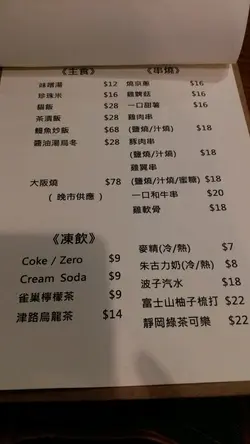 《主食》
味噌湯 $12
珍珠米 $16
$28
茶漬飯 $28
鰻魚炒飯 $68
醬油湯烏冬 $28
大阪燒 $78
( 晚市供應 )
《串燒》
燒京蔥 $16
雞髀菇 $16
一口甜薯 $16
雞肉串
(鹽燒/汁燒) $18
豚肉串
(鹽燒/汁燒) $18
雞翼串
(鹽燒/汁燒/蜜糖) $18
一口和牛串 $20
雞軟骨 $18
《凍飲》
Coke / Zero $9
Cream Soda $9
雀巢檸檬茶 $9
津路烏龍茶 $14
麥精(冷/熱) $7
朱古力奶(冷/熱) $8
波子汽水 $18
富士山柚子梳打 $22
靜岡綠茶可樂 $22